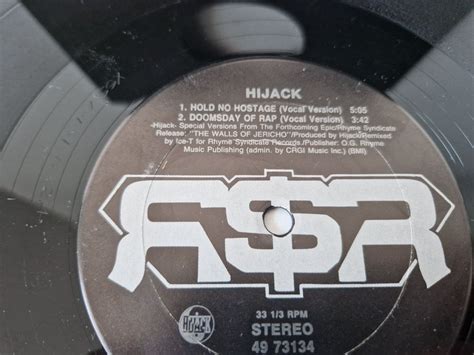 HIJACK
1. HOLD NO HOSTAGE (Vocal Version) 5:05
2. DOOMSDAY OF RAP (Vocal Version) 3:42
-Hijack- Special Versions From The Forthcoming Epic/Rhyme Syndicate
Release: "THE WALLS OF JERICHO"/Produced by Hijack/Remixed
by Ice-T for Rhyme Syndicate Records/Publisher: O.G. Rhyme
Music Publishing (admin. by CRGI Music Inc.) (BMI)
R$R
33 1/3 RPM
HIJACK
STEREO
49 73134